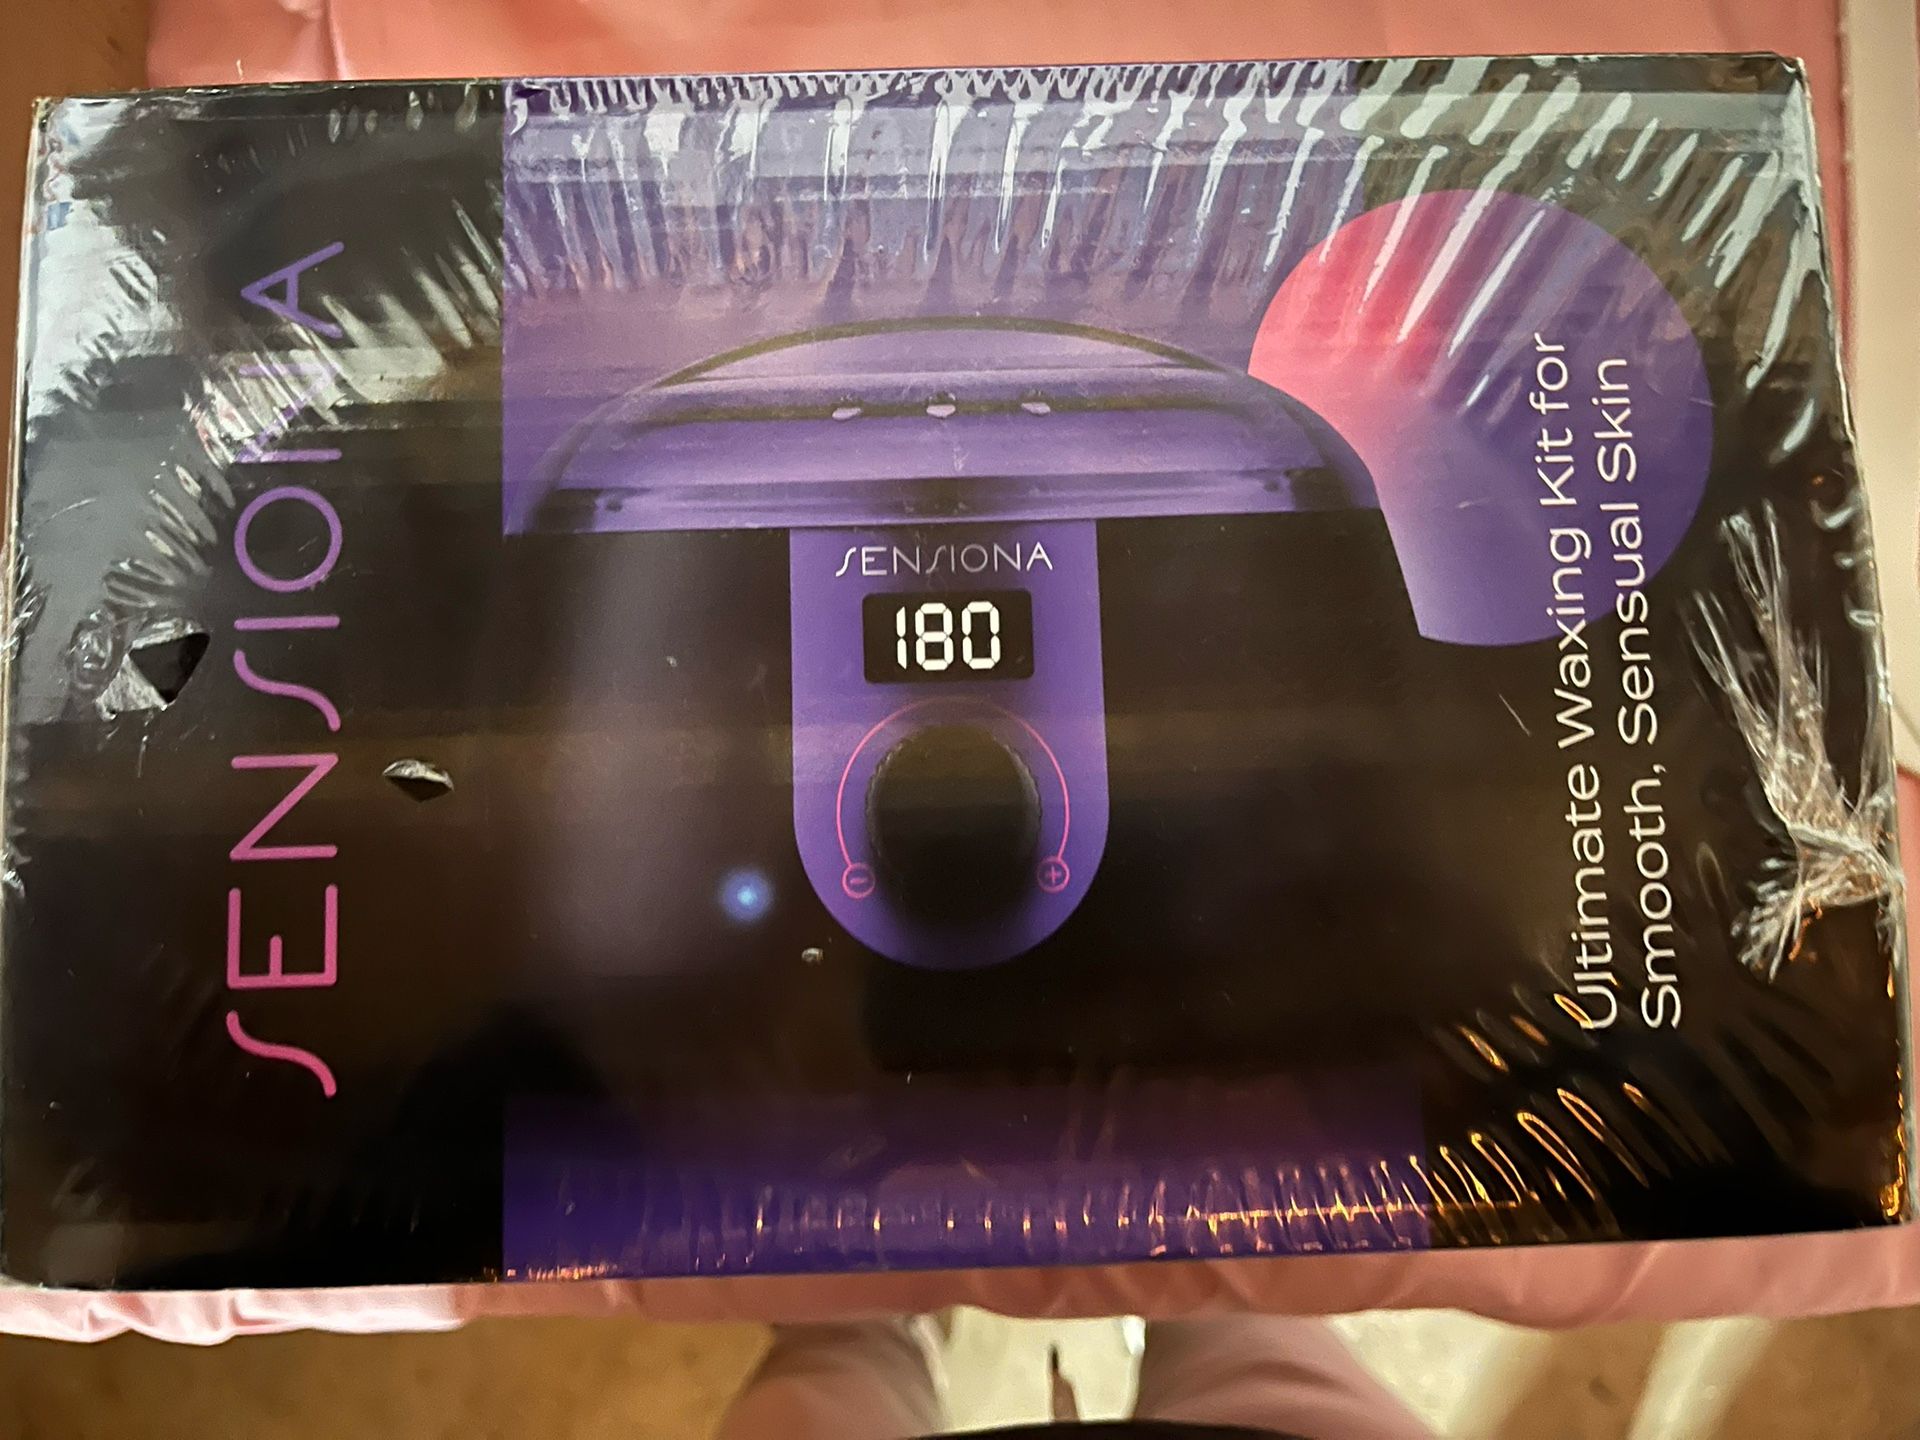 SENSIONA
SENSIONA
180
Ultimate Waxing Kit for
Smooth, Sensual Skin